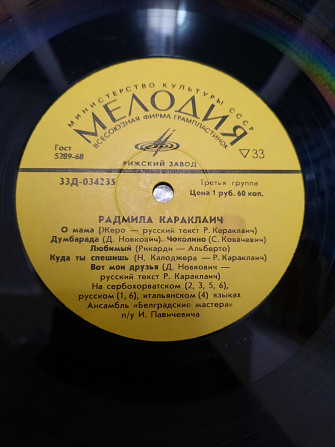 МИНИСТЕРСТВО КУЛЬТУРЫ СССР
МЕЛОДИЯ
ВСЕСОЮЗНАЯ ФИРМА ГРАМПЛАСТИНОК
Гост
5289-68
▽33
РИЖСКИЙ ЗАВОД
33Д-034235
Третья группа
Цена 1 руб. 60 коп.
РАДМИЛА КАРАКЛАИЧ
О мама (Жеро — русский текст Р. Караклаич)
Думбарада (Д. Новкович). Чоколино (С. Ковачевич)
Любимый (Рикарди — Альберто)
Куда ты спешишь (Н. Калоджера — Р. Караклаич)
Вот мои друзья (Д. Новкович —
русский текст Р. Караклаич)
На сербохорватском (2, 3, 5, 6),
русском (1, 6), итальянском (4) языках
Ансамбль «Белградские мастера»
п/у И. Павичевича